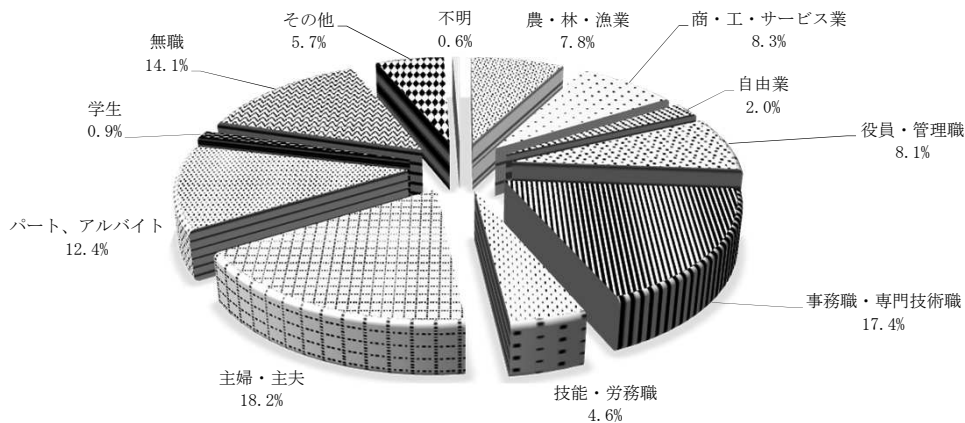 農・林・漁業
7.8%
商・工・サービス業
8.3%
自由業
2.0%
役員・管理職
8.1%
事務職・専門技術職
17.4%
技能・労務職
4.6%
主婦・主夫
18.2%
パート、アルバイト
12.4%
学生
0.9%
無職
14.1%
その他
5.7%
不明
0.6%